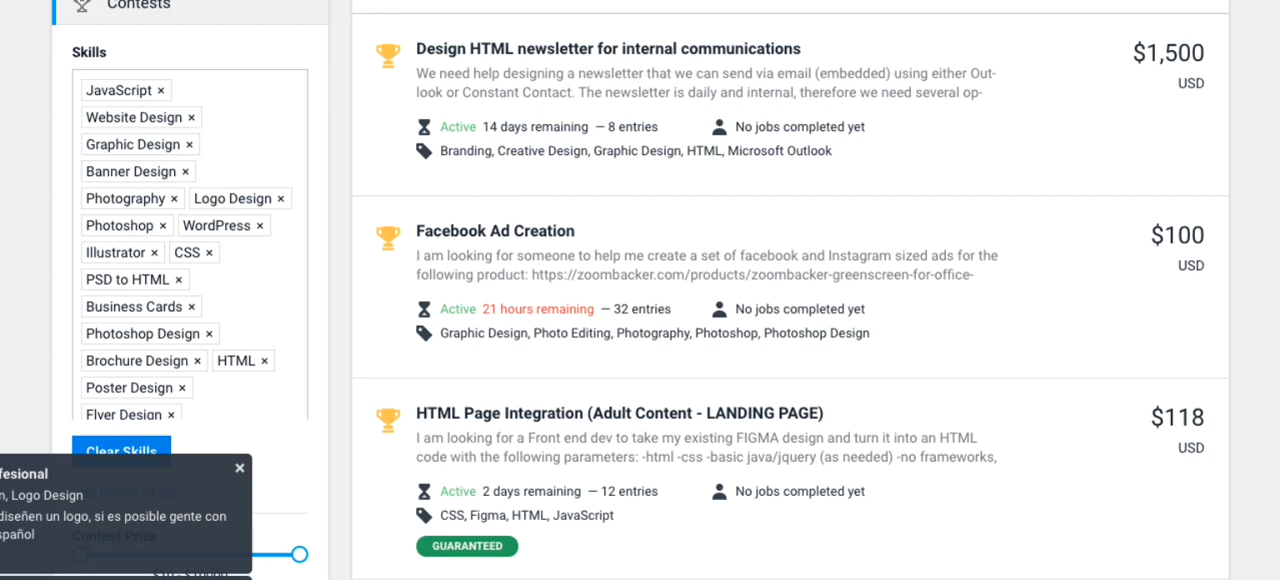 Contests
Skills
JavaScript ×
Website Design ×
Graphic Design ×
Banner Design ×
Photography × Logo Design ×
Photoshop × WordPress ×
Illustrator × CSS ×
PSD to HTML ×
Business Cards ×
Photoshop Design ×
Brochure Design × HTML ×
Poster Design ×
Flyer Design ×
Clear Skills
fesional ×
n, Logo Design
diseñen un logo, si es posible gente con
spañol
Contest Prize
Design HTML newsletter for internal communications
$1,500
USD
We need help designing a newsletter that we can send via email (embedded) using either Out-
look or Constant Contact. The newsletter is daily and internal, therefore we need several op-
Active 14 days remaining — 8 entries No jobs completed yet
Branding, Creative Design, Graphic Design, HTML, Microsoft Outlook
Facebook Ad Creation
$100
USD
I am looking for someone to help me create a set of facebook and Instagram sized ads for the
following product: https://zoombacker.com/products/zoombacker-greenscreen-for-office-
Active 21 hours remaining — 32 entries No jobs completed yet
Graphic Design, Photo Editing, Photography, Photoshop, Photoshop Design
HTML Page Integration (Adult Content - LANDING PAGE)
$118
USD
I am looking for a Front end dev to take my existing FIGMA design and turn it into an HTML
code with the following parameters: -html -css -basic java/jquery (as needed) -no frameworks,
Active 2 days remaining — 12 entries No jobs completed yet
CSS, Figma, HTML, JavaScript
GUARANTEED